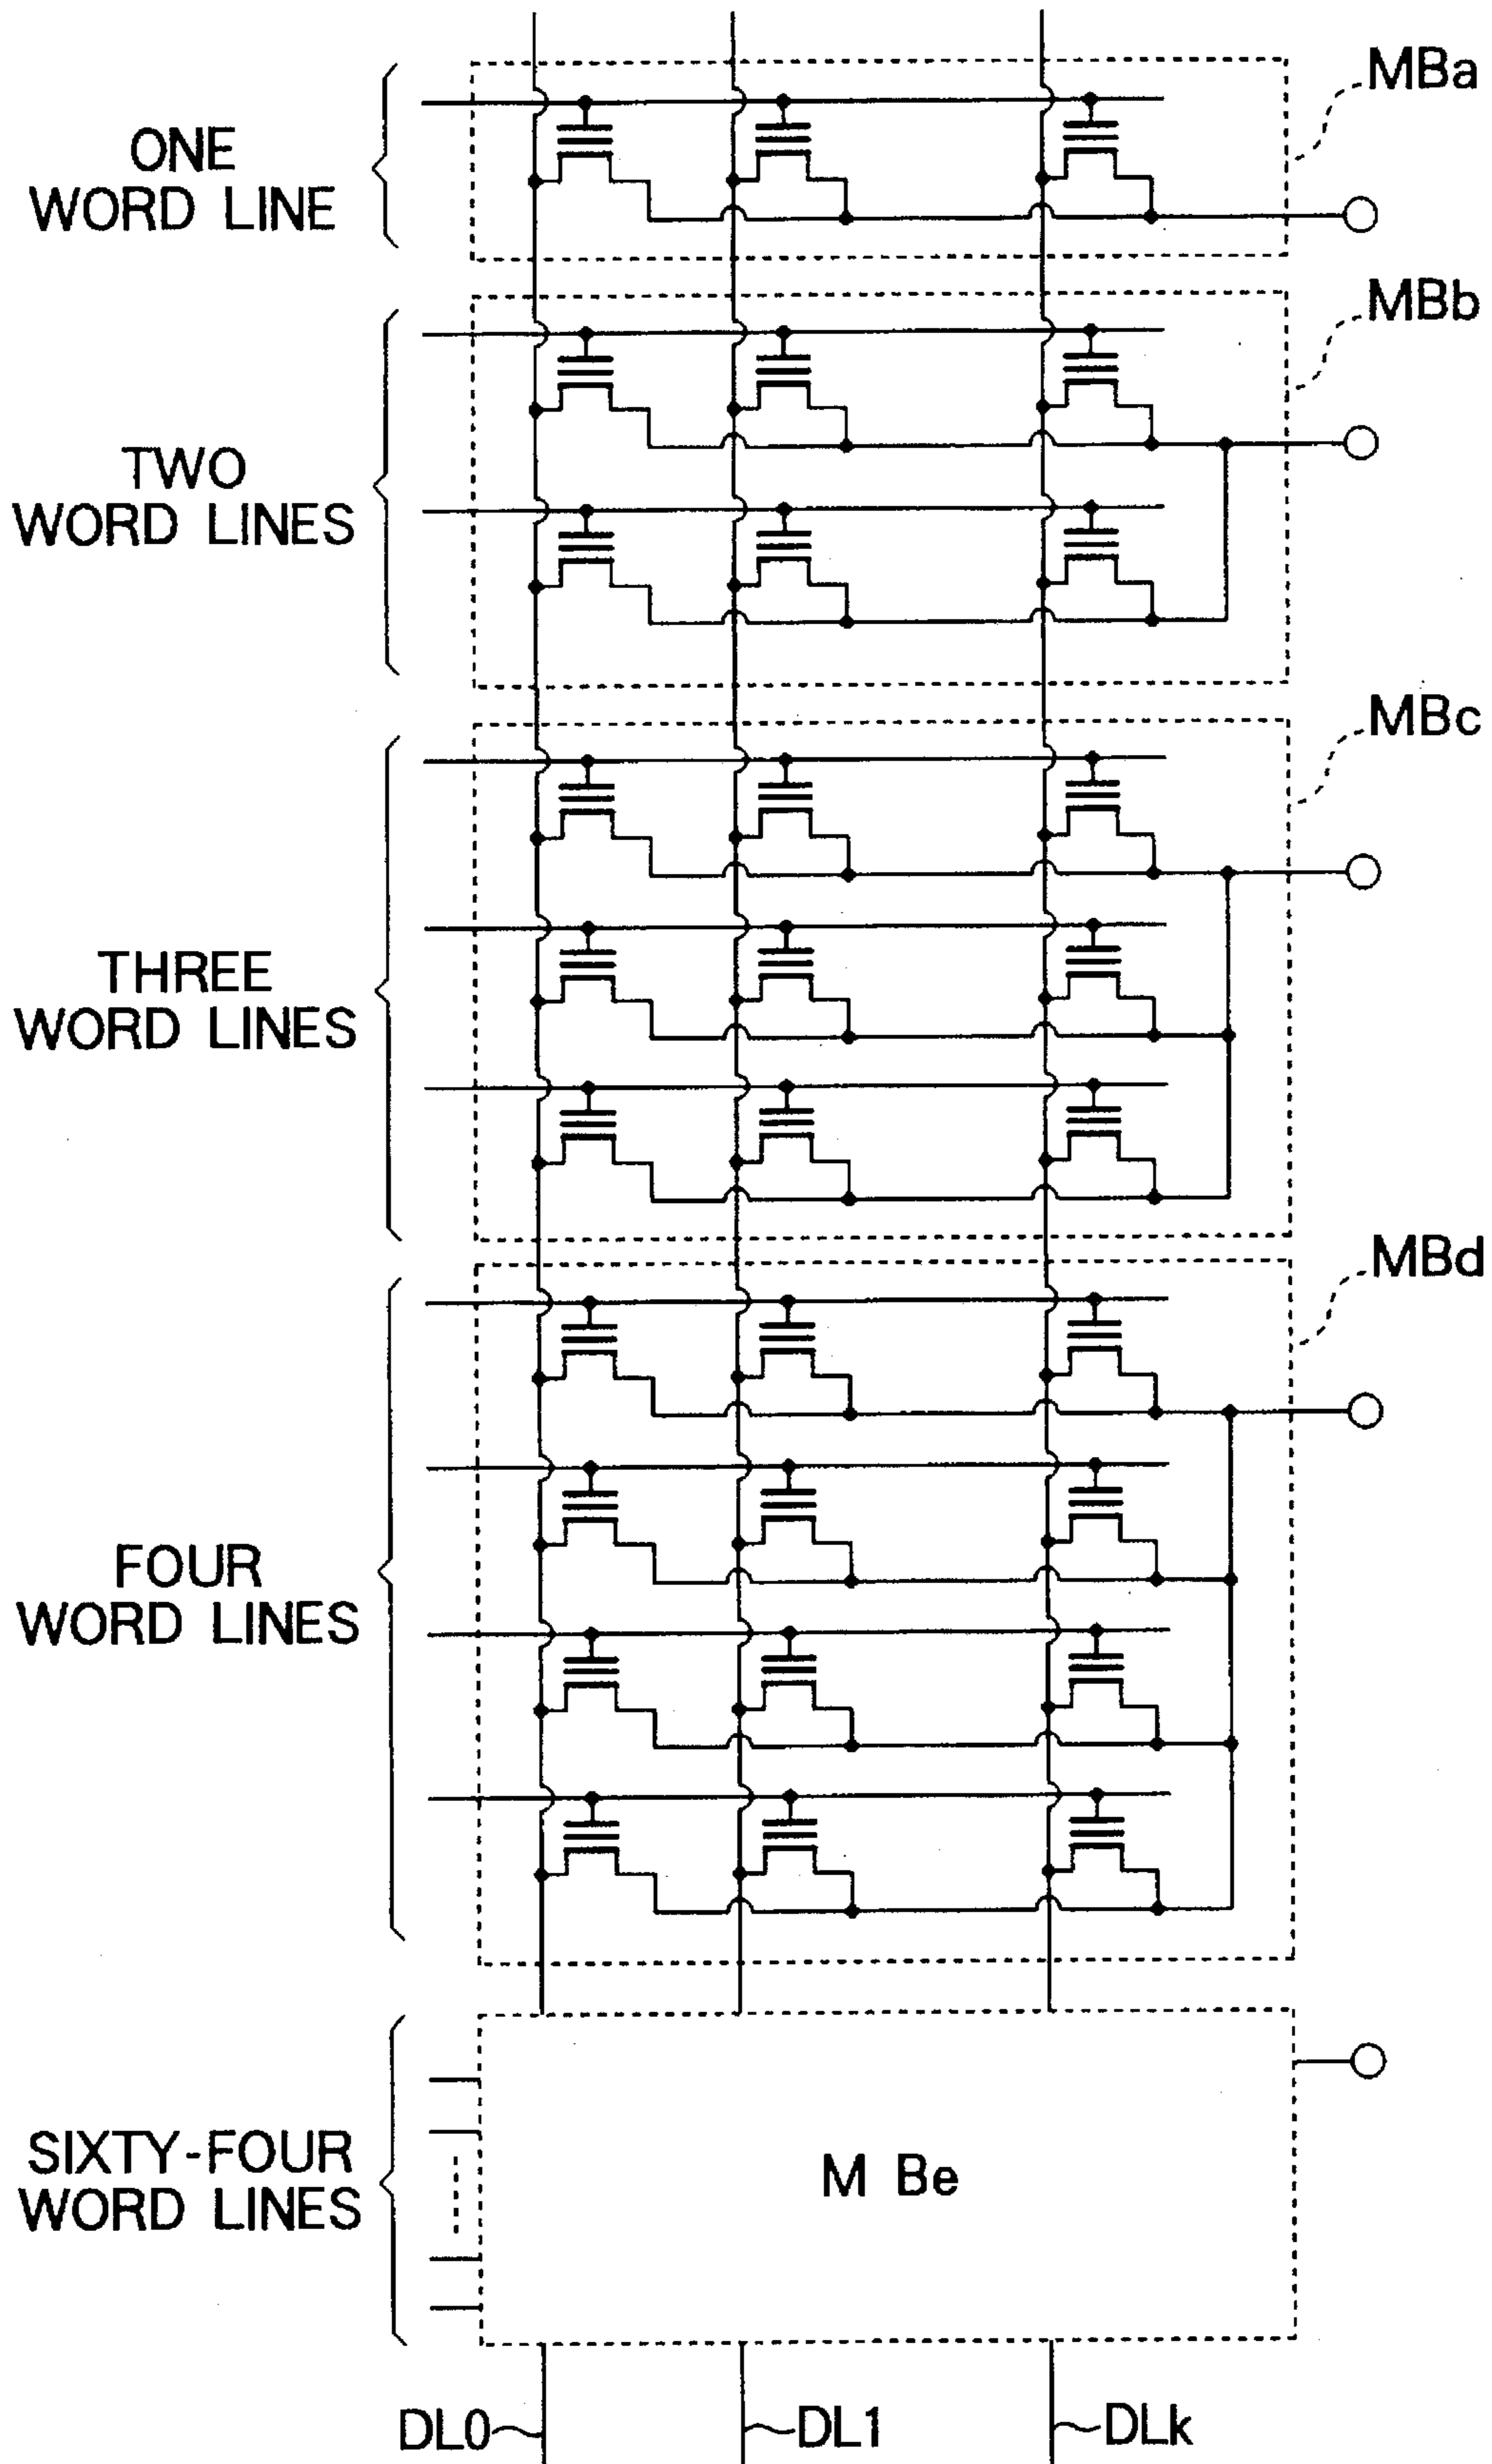 MBa
ONE
WORD LINE
MBb
TWO
WORD LINES
MBc
THREE
WORD LINES
MBd
FOUR
WORD LINES
SIXTY-FOUR
WORD LINES
M Be
DL0
DL1
DLk